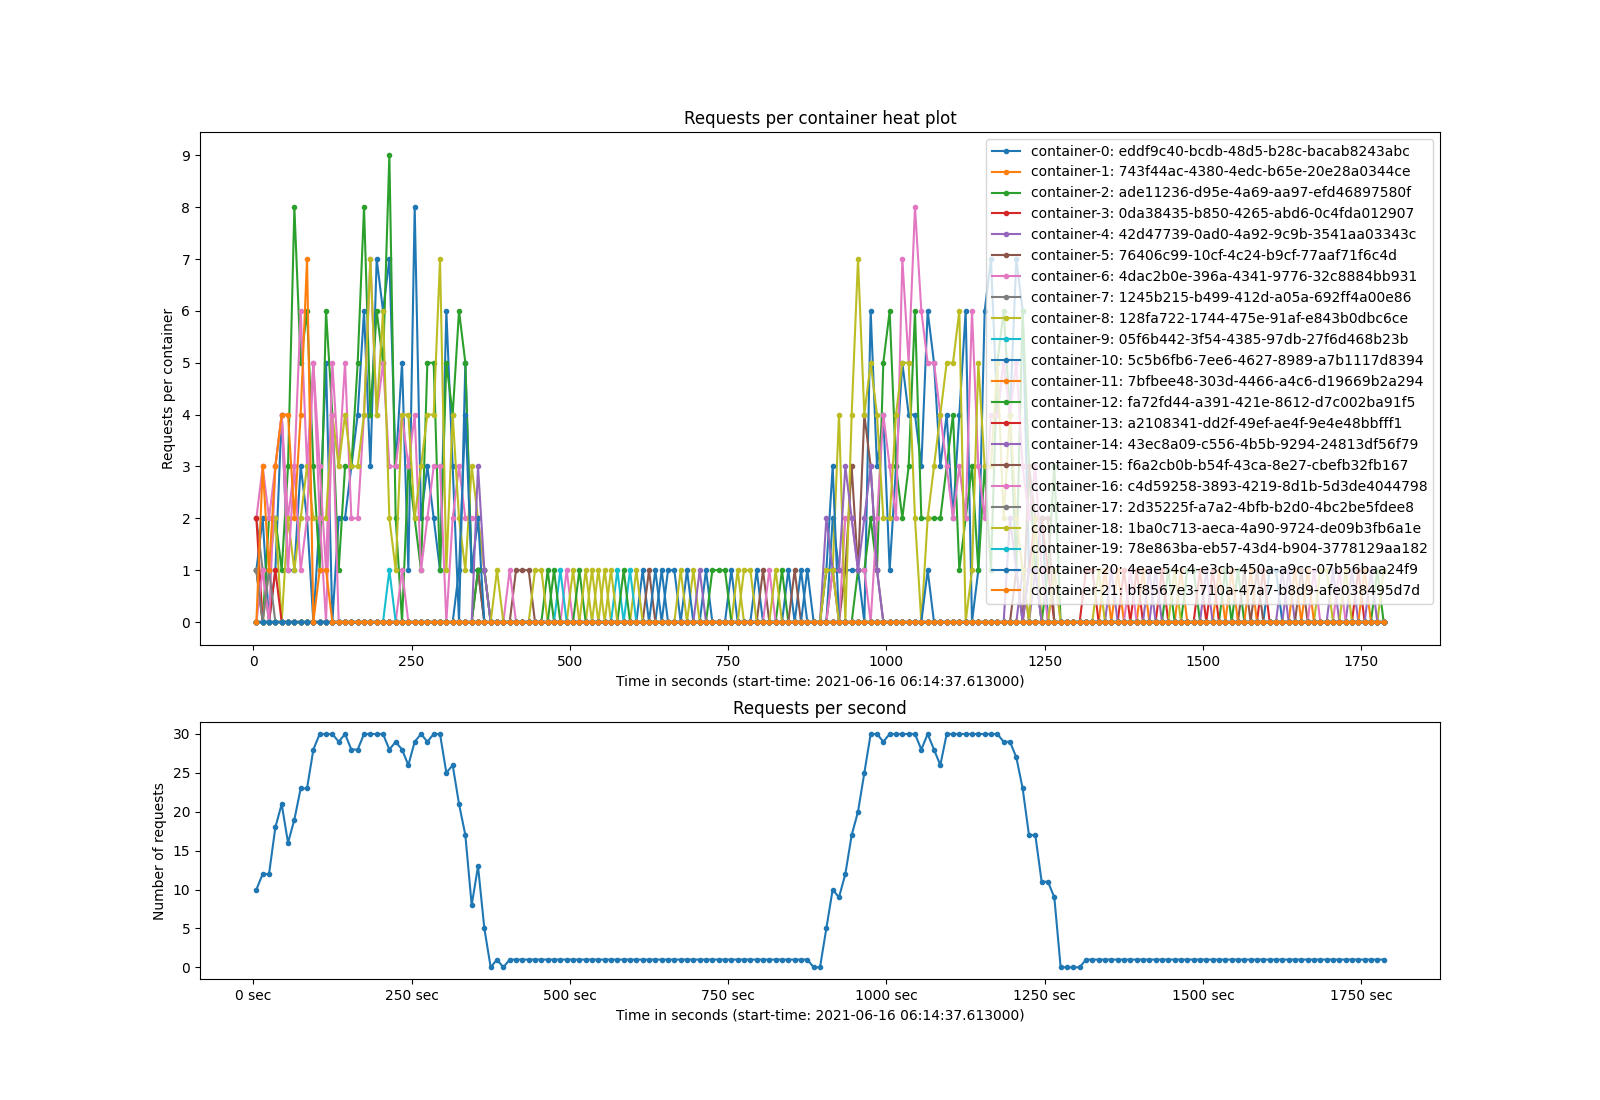 Requests per container heat plot
Requests per container
9
8
7
6
5
4
3
2
1
0
container-0: eddf9c40-bcdb-48d5-b28c-bacab8243abc
container-1: 743f44ac-4380-4edc-b65e-20e28a0344ce
container-2: ade11236-d95e-4a69-aa97-efd46897580f
container-3: 0da38435-b850-4265-abd6-0c4fda012907
container-4: 42d47739-0ad0-4a92-9c9b-3541aa03343c
container-5: 76406c99-10cf-4c24-b9cf-77aaf71f6c4d
container-6: 4dac2b0e-396a-4341-9776-32c8884bb931
container-7: 1245b215-b499-412d-a05a-692ff4a00e86
container-8: 128fa722-1744-475e-91af-e843b0dbc6ce
container-9: 05f6b442-3f54-4385-97db-27f6d468b23b
container-10: 5c5b6fb6-7ee6-4627-8989-a7b1117d8394
container-11: 7bfbee48-303d-4466-a4c6-d19669b2a294
container-12: fa72fd44-a391-421e-8612-d7c002ba91f5
container-13: a2108341-dd2f-49ef-ae4f-9e4e48bbfff1
container-14: 43ec8a09-c556-4b5b-9294-24813df56f79
container-15: f6a2cb0b-b54f-43ca-8e27-cbefb32fb167
container-16: c4d59258-3893-4219-8d1b-5d3de4044798
container-17: 2d35225f-a7a2-4bfb-b2d0-4bc2be5fdee8
container-18: 1ba0c713-aeca-4a90-9724-de09b3fb6a1e
container-19: 78e863ba-eb57-43d4-b904-3778129aa182
container-20: 4eae54c4-e3cb-450a-a9cc-07b56baa24f9
container-21: bf8567e3-710a-47a7-b8d9-afe038495d7d
0 250 500 750 1000 1250 1500 1750
Time in seconds (start-time: 2021-06-16 06:14:37.613000)
Requests per second
Number of requests
30
25
20
15
10
5
0
0 sec 250 sec 500 sec 750 sec 1000 sec 1250 sec 1500 sec 1750 sec
Time in seconds (start-time: 2021-06-16 06:14:37.613000)